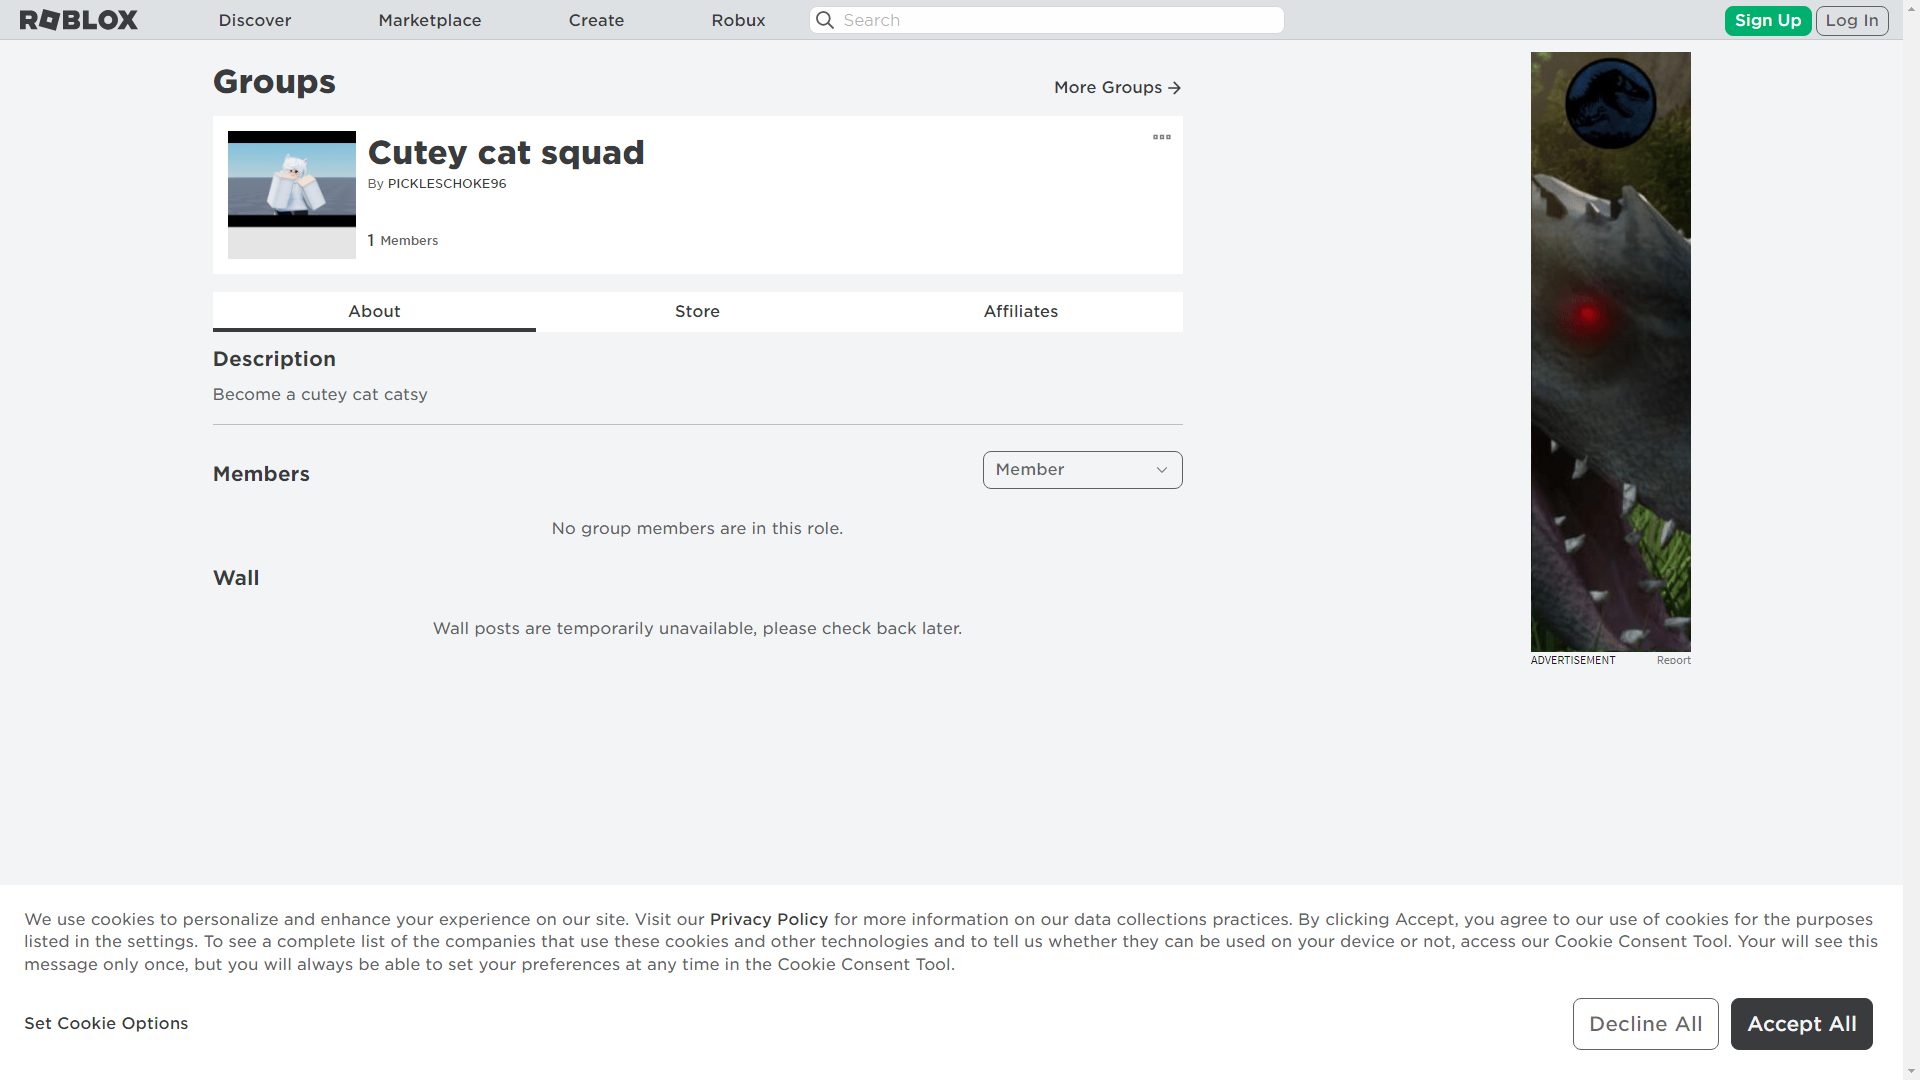 ROBLOX
Discover
Marketplace
Create
Robux
Search
Sign Up
Log In
Groups
More Groups
Cutey cat squad
By PICKLESCHOKE96
1 Members
About
Store
Affiliates
Description
Become a cutey cat catsy
Members
Member
No group members are in this role.
Wall
Wall posts are temporarily unavailable, please check back later.
ADVERTISEMENT
Report
We use cookies to personalize and enhance your experience on our site. Visit our Privacy Policy for more information on our data collections practices. By clicking Accept, you agree to our use of cookies for the purposes
listed in the settings. To see a complete list of the companies that use these cookies and other technologies and to tell us whether they can be used on your device or not, access our Cookie Consent Tool. Your will see this
message only once, but you will always be able to set your preferences at any time in the Cookie Consent Tool.
Set Cookie Options
Decline All
Accept All